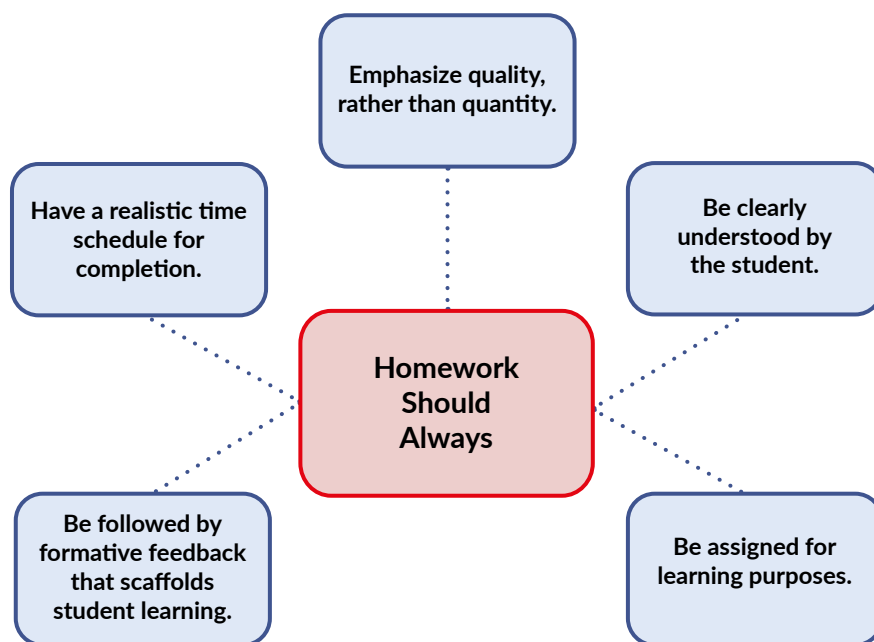 Emphasize quality,
rather than quantity.
Have a realistic time
schedule for
completion.
Be clearly
understood by
the student.
Homework
Should
Always
Be followed by
formative feedback
that scaffolds
student learning.
Be assigned for
learning purposes.